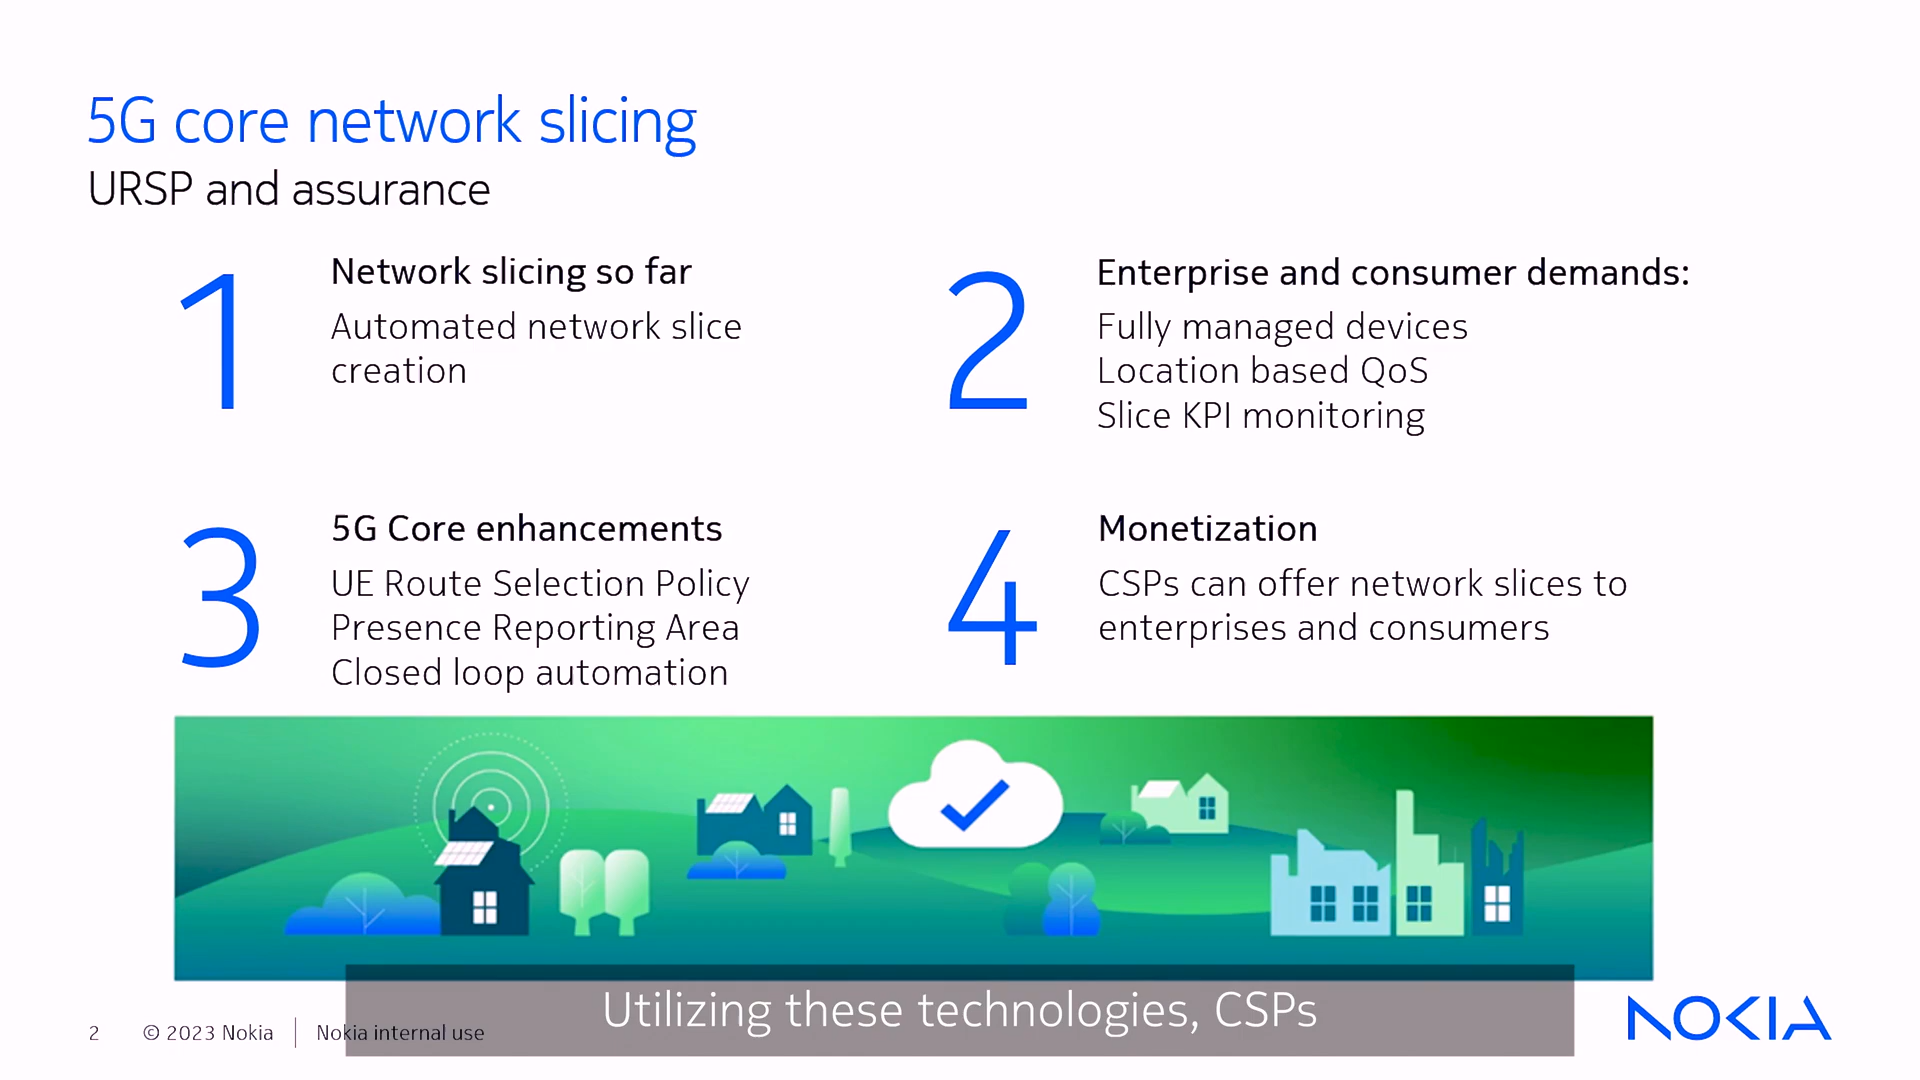 5G core network slicing
URSP and assurance
1
Network slicing so far
Automated network slice
creation
2
Enterprise and consumer demands:
Fully managed devices
Location based QoS
Slice KPI monitoring
3
5G Core enhancements
UE Route Selection Policy
Presence Reporting Area
Closed loop automation
4
Monetization
CSPs can offer network slices to
enterprises and consumers
Utilizing these technologies, CSPs
2 © 2023 Nokia Nokia internal use
NOKIA